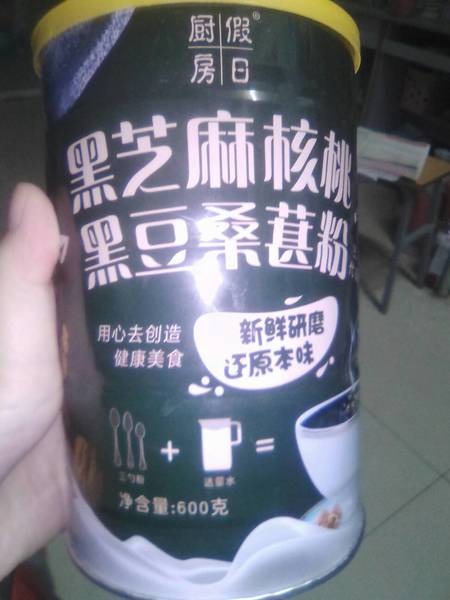 假日®
厨房
黑芝麻核桃
黑豆桑葚粉
用心去创造
健康美食
新鲜研磨
还原本味
+
=
三勺粉
适量水
净含量:600克